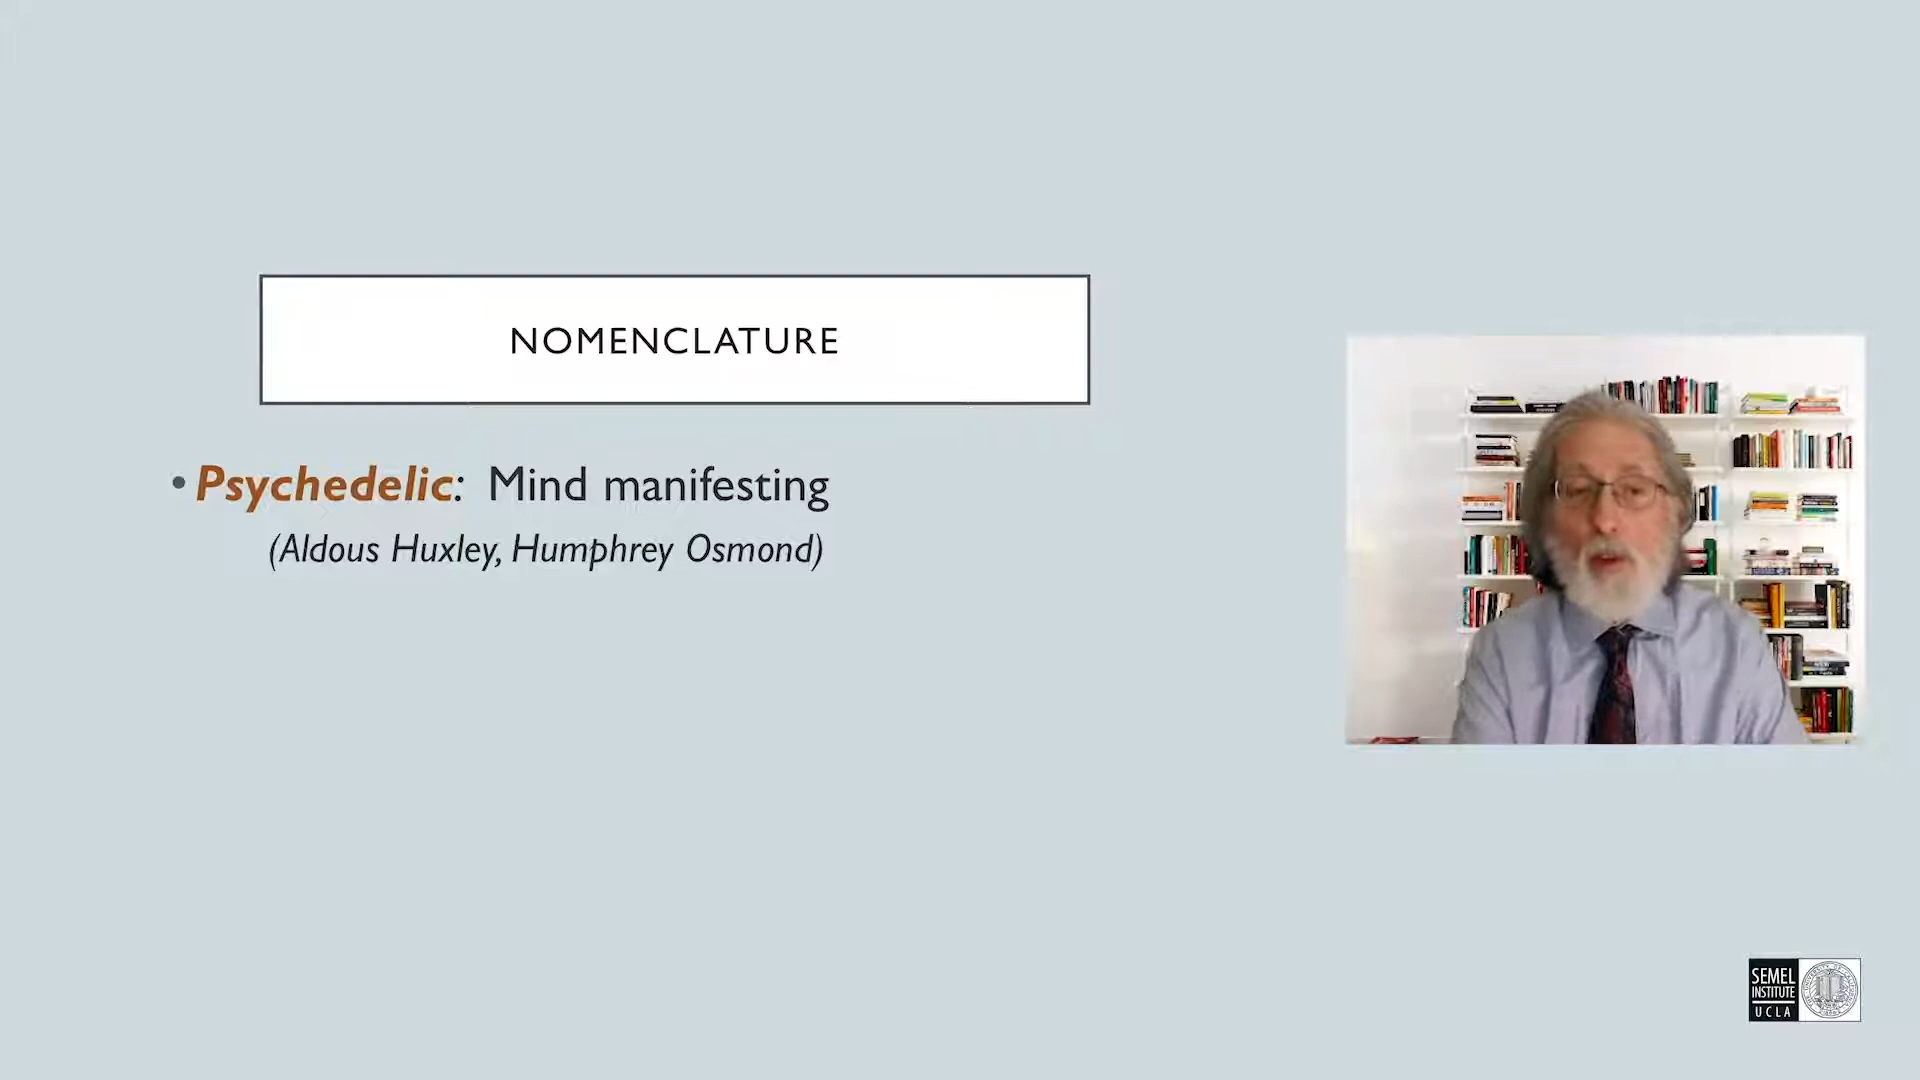 NOMENCLATURE
• Psychedelic: Mind manifesting
(Aldous Huxley, Humphrey Osmond)
SEMEL
INSTITUTE
UCLA